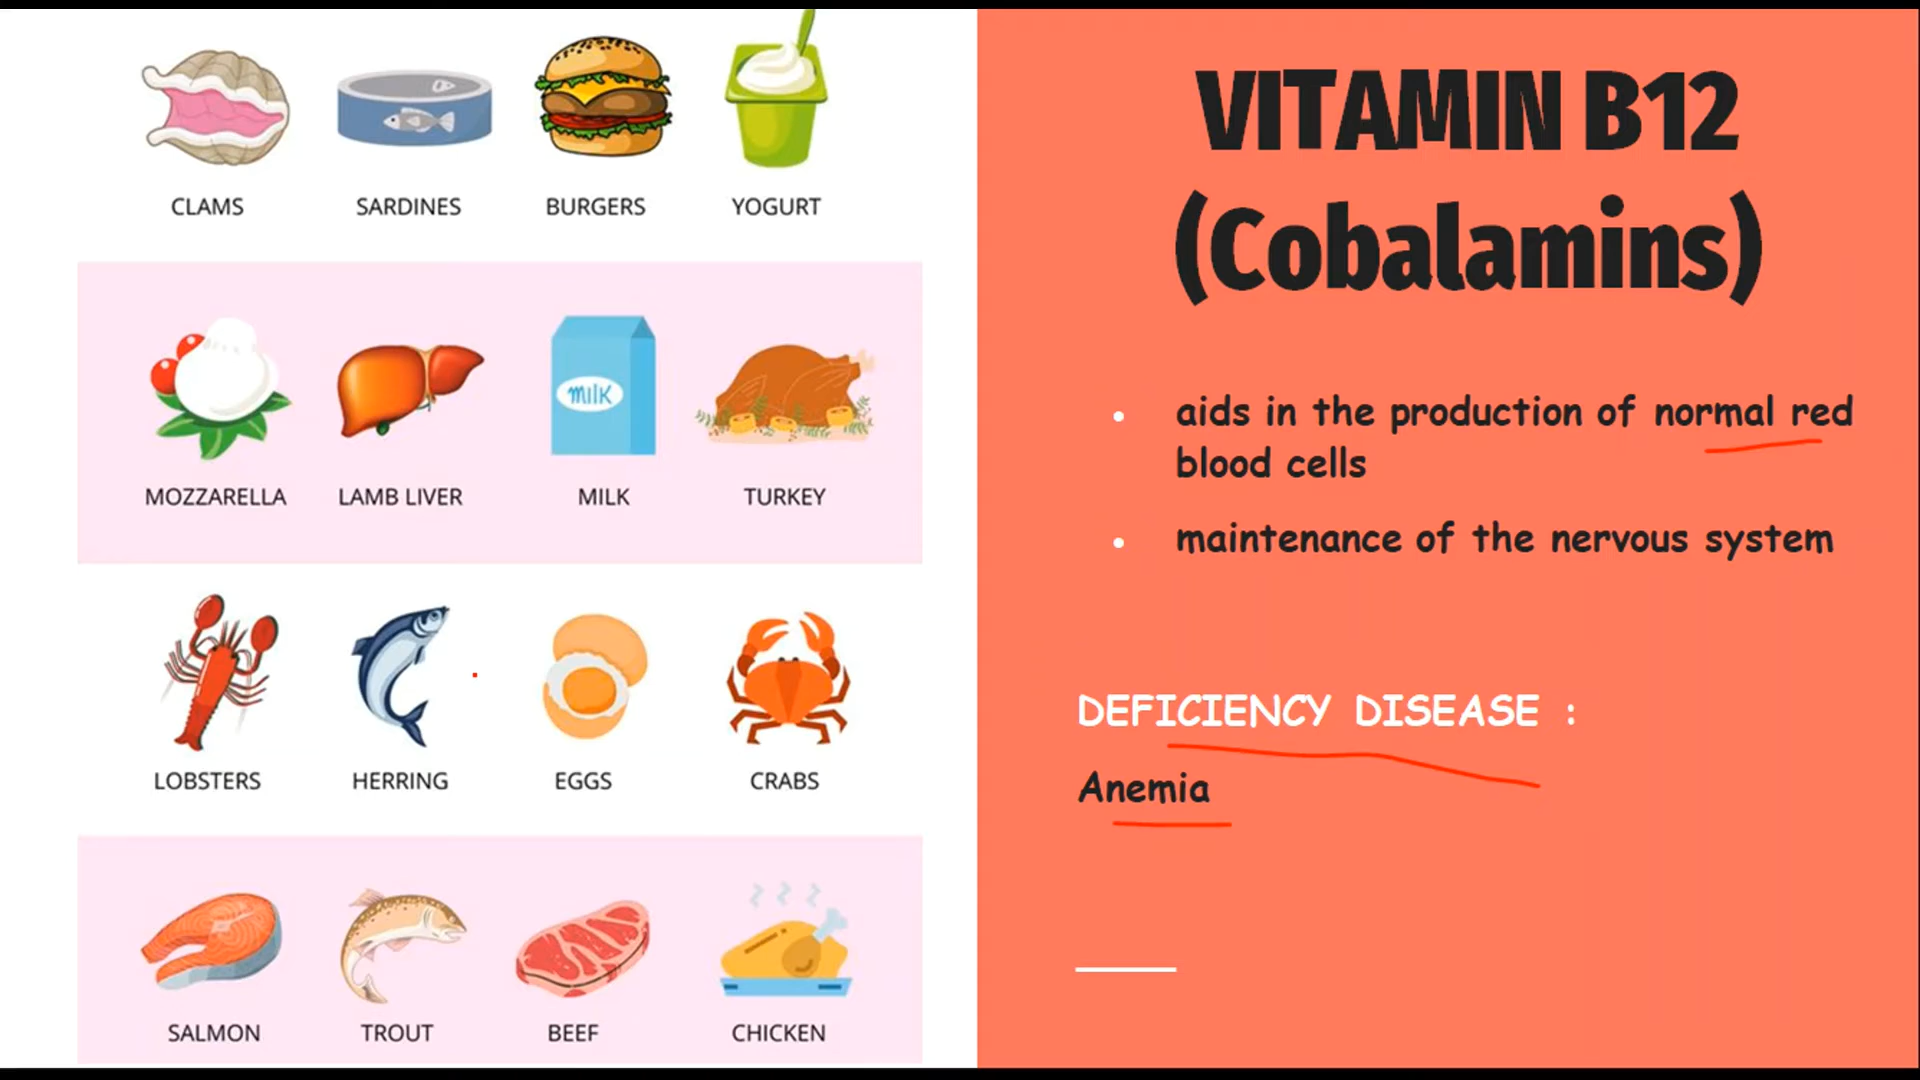 CLAMS SARDINES BURGERS YOGURT
milk
MOZZARELLA LAMB LIVER MILK TURKEY
LOBSTERS HERRING EGGS CRABS
SALMON TROUT BEEF CHICKEN
VITAMIN B12
(Cobalamins)
• aids in the production of normal red
blood cells
• maintenance of the nervous system
DEFICIENCY DISEASE :
Anemia